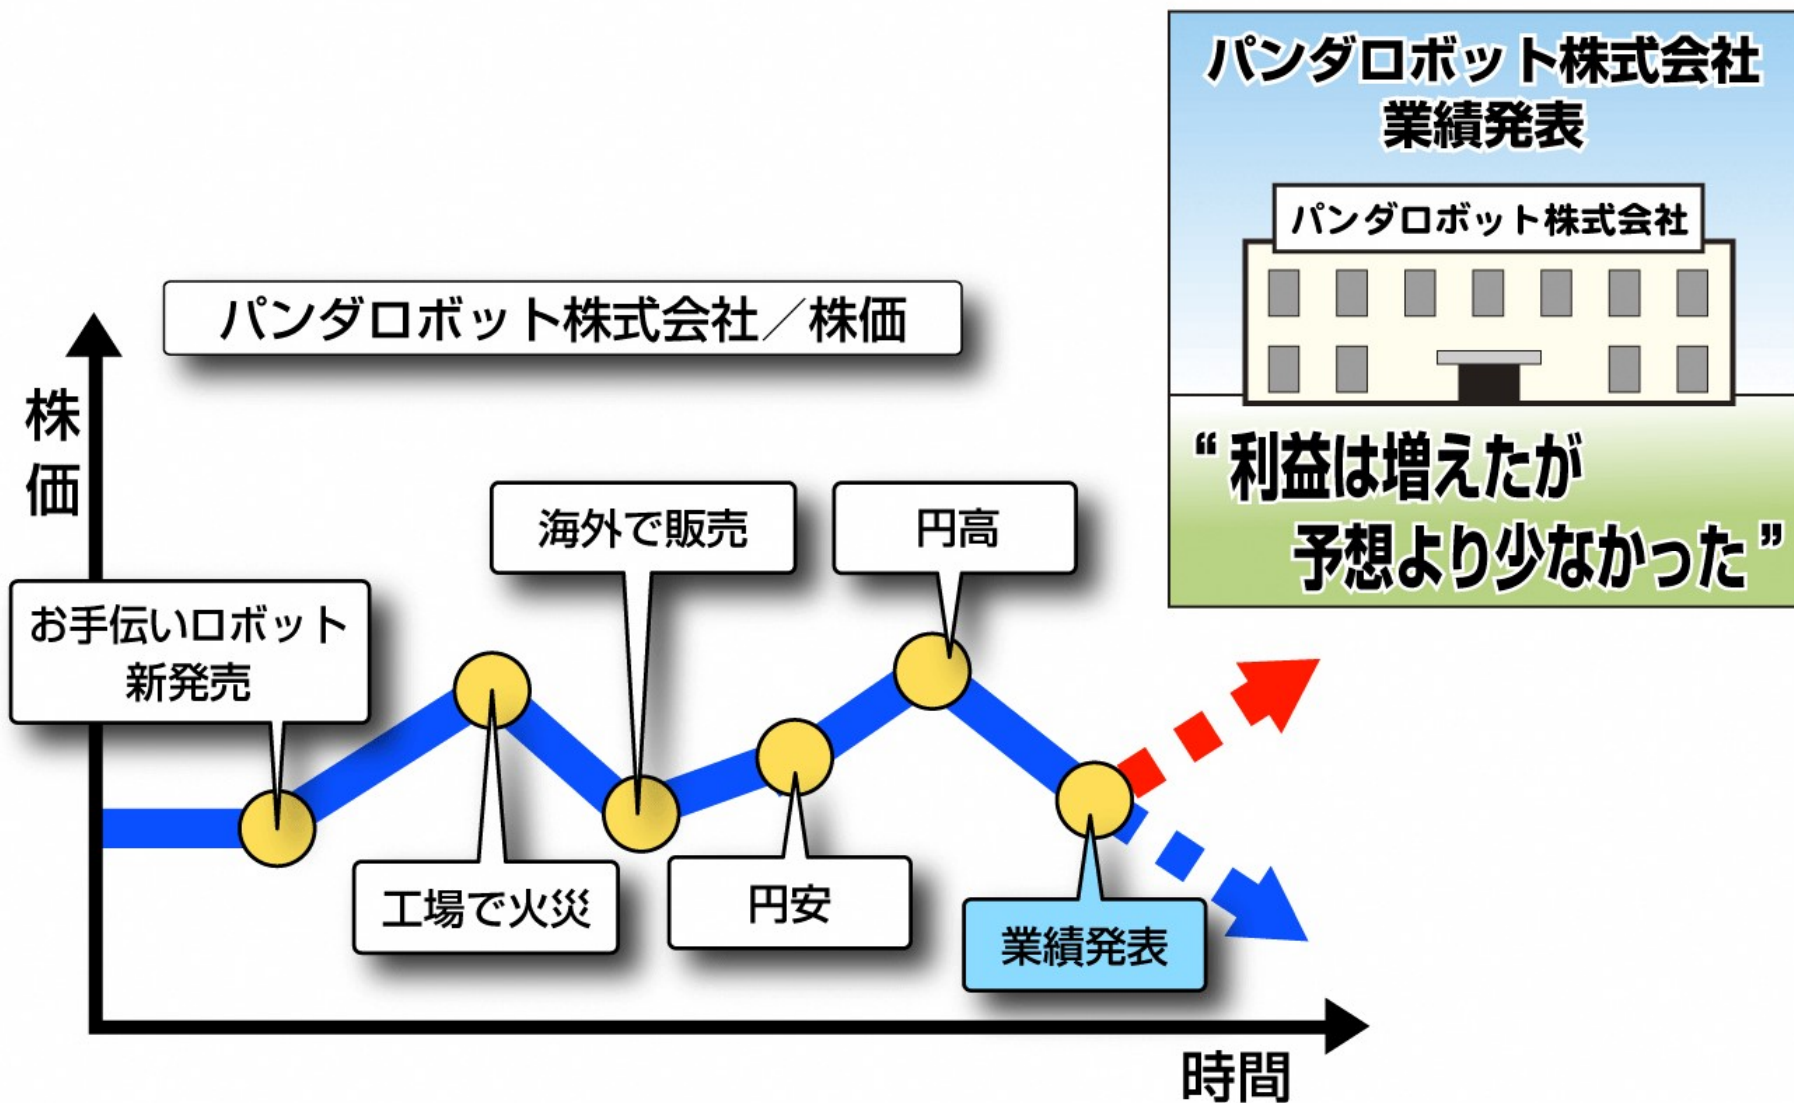 パンダロボット株式会社
業績発表
パンダロボット株式会社
“利益は増えたが
予想より少なかった”
パンダロボット株式会社／株価
株価
海外で販売
円高
お手伝いロボット
新発売
工場で火災
円安
業績発表
時間